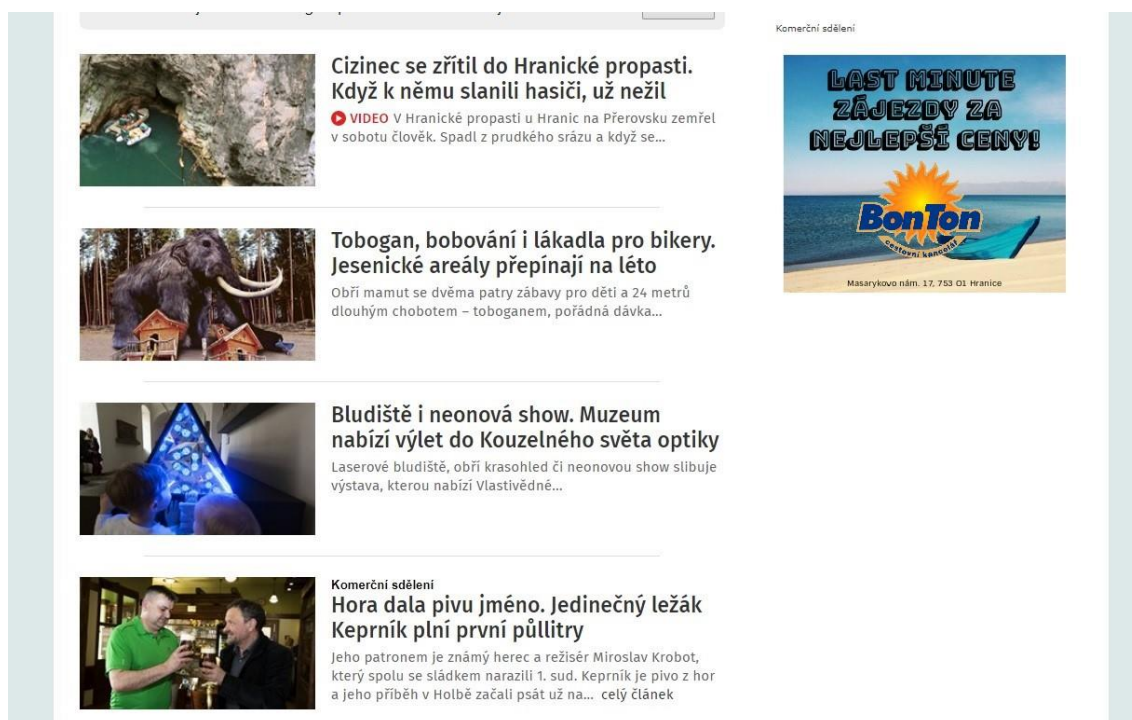 Cizinec se zřítil do Hranické propasti.
Když k němu slanili hasiči, už nežil
VIDEO V Hranické propasti u Hranic na Přerovsku zemřel
v sobotu člověk. Spadl z prudkého srázu a když se...
Tobogan, bobování i lákadla pro bikery.
Jesenické areály přepínají na léto
Obří mamut se dvěma patry zábavy pro děti a 24 metrů
dlouhým chobotem – toboganem, pořádná dávka...
Bludiště i neonová show. Muzeum
nabízí výlet do Kouzelného světa optiky
Laserové bludiště, obří krasohled či neonovou show slibuje
výstava, kterou nabízí Vlastivědné...
Komerční sdělení
Hora dala pivu jméno. Jedinečný ležák
Keprník plní první půllitry
Jeho patronem je známý herec a režisér Miroslav Krobot,
který spolu se sládkem narazili 1. sud. Keprník je pivo z hor
a jeho příběh v Holbě začali psát už na... celý článek
Komerční sdělení
LAST MINUTE
ZÁJEZDY ZA
NEJLEPŠÍ CENY!
BonTon
cestovní kancelář
Masarykovo nám. 17, 753 01 Hranice